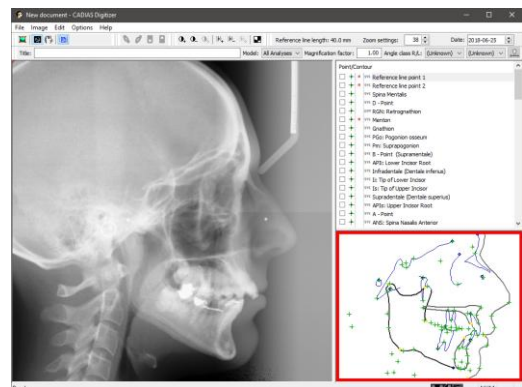 New document - CADIAS Digitizer
File Image Edit Options Help
Reference line length: 40.0 mm Zoom settings: 38 Date: 2018-06-25
Title: Model: All Analyses Magnification factor: 1.00 Angle class R/L: (Unknown) (Unknown)
Point/Contour
Reference line point 1
Reference line point 2
Spina Mentalis
D - Point
RGN: Retrognathion
Menton
Gnathion
PGo: Pogonion osseum
Pm: Suprapogonion
B - Point (Supramentale)
APIi: Lower Incisor Root
Infradentale (Dentale inferius)
Ii: Tip of Lower Incisor
Is: Tip of Upper Incisor
Supradentale (Dentale superius)
APIs: Upper Incisor Root
A - Point
ANS: Spina Nasalis Anterior